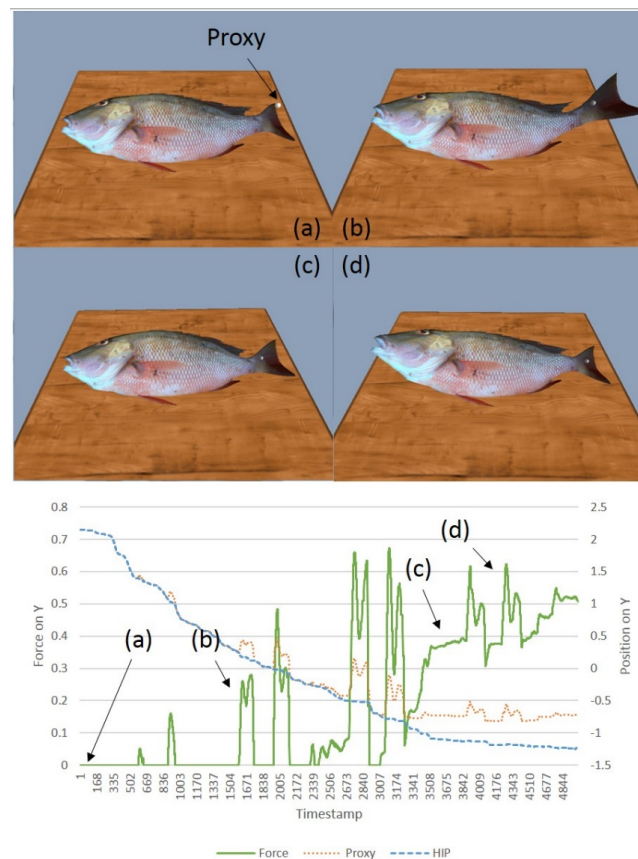 Proxy
(a) (b)
(c) (d)
0.8 2.5
0.7 2
(d)
0.6 1.5
(c)
0.5 1
Force on Y
0.4 0.5
Position on Y
(a) (b)
0.3 0
0.2 -0.5
0.1 -1
0 -1.5
1 168 335 502 669 836 1003 1170 1337 1504 1671 1838 2005 2172 2339 2506 2673 2840 3007 3174 3341 3508 3675 3842 4009 4176 4343 4510 4677 4844
Timestamp
Force Proxy HIP